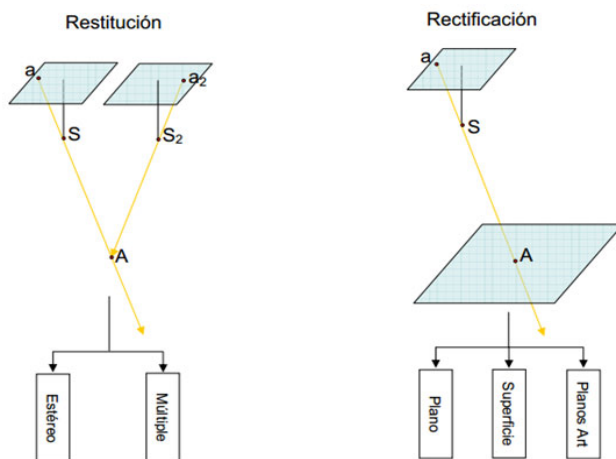 Restitución
a
a2
S
S2
A
Estéreo
Múltiple
Rectificación
a
S
A
Plano
Superficie
Planos Art